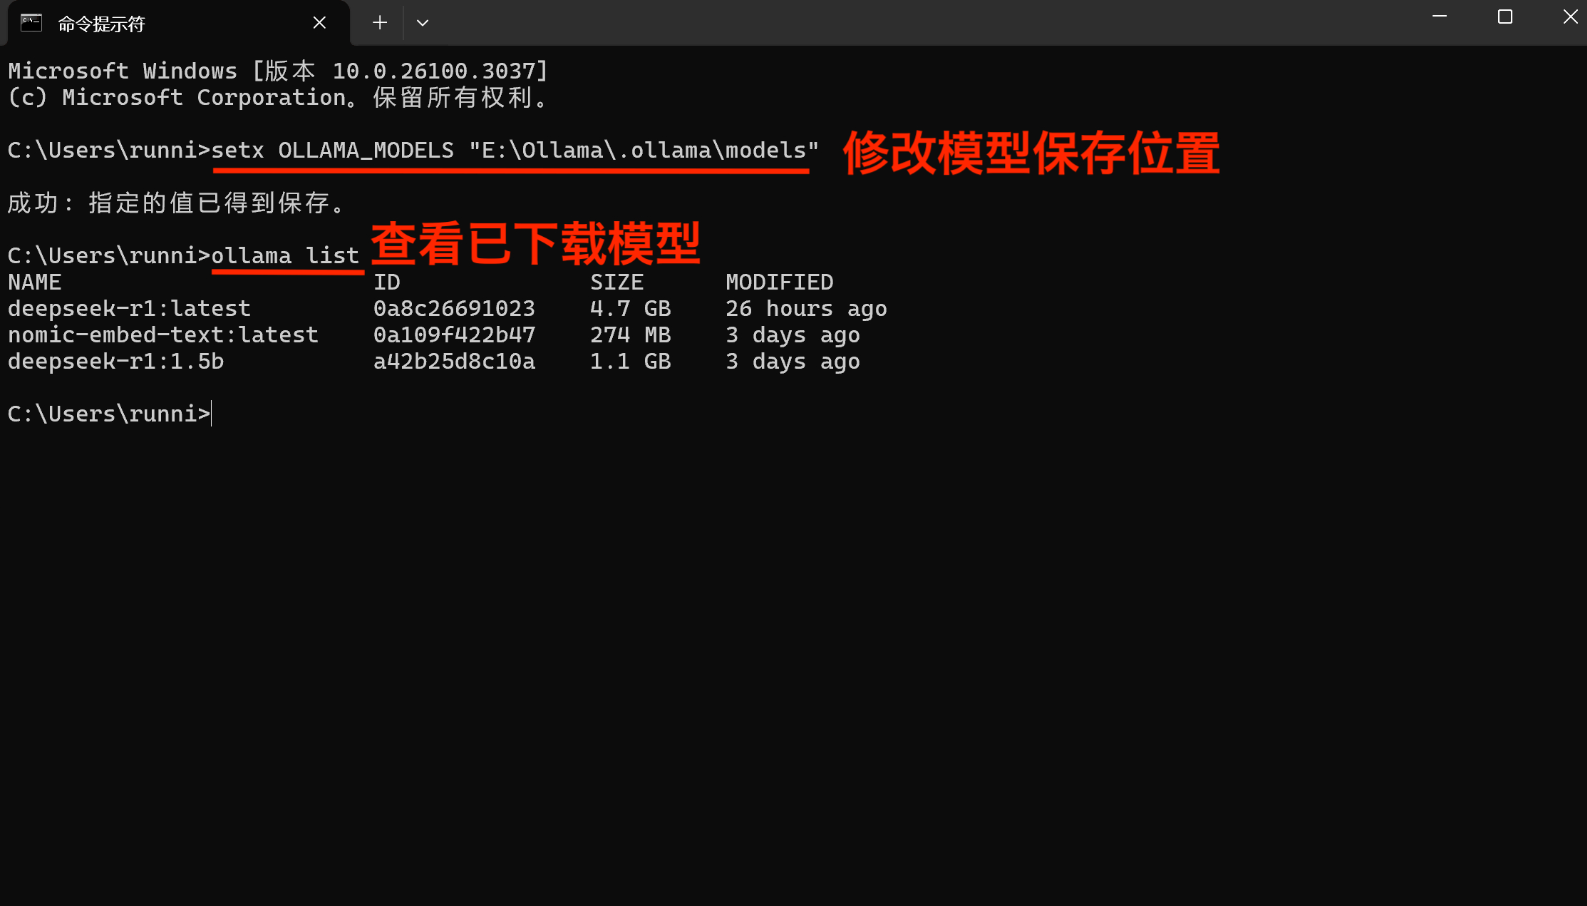 命令提示符
Microsoft Windows [版本 10.0.26100.3037]
(c) Microsoft Corporation。保留所有权利。
C:\Users\runni>setx OLLAMA_MODELS "E:\Ollama\.ollama\models" 修改模型保存位置
成功: 指定的值已得到保存。
C:\Users\runni>ollama list 查看已下载模型
NAME ID SIZE MODIFIED
deepseek-r1:latest 0a8c26691023 4.7 GB 26 hours ago
nomic-embed-text:latest 0a109f422b47 274 MB 3 days ago
deepseek-r1:1.5b a42b25d8c10a 1.1 GB 3 days ago
C:\Users\runni>